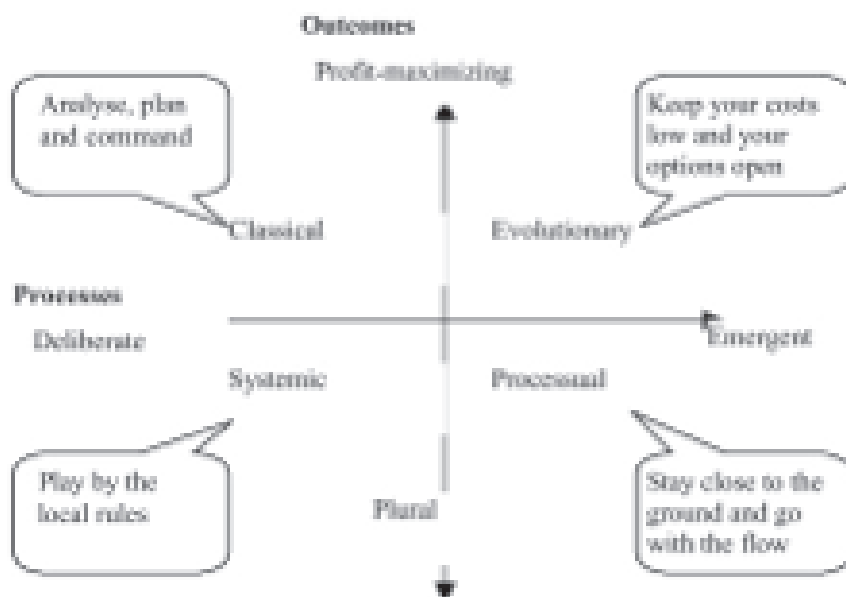 Outcomes
Profit-maximizing
Analyse, plan
and command
Keep your costs
low and your
options open
Classical
Evolutionary
Processes
Deliberate
Emergent
Systemic
Processual
Play by the
local rules
Plural
Stay close to the
ground and go
with the flow